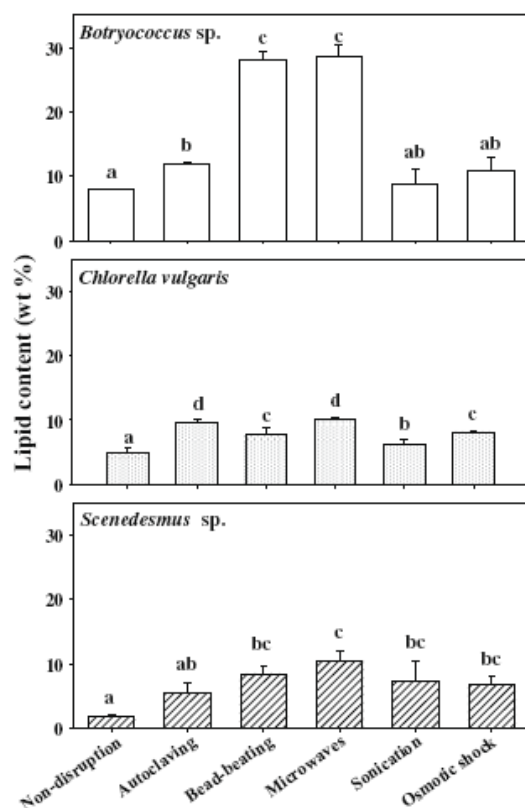 Botryococcus sp.
30
20
10
0
a
b
c
c
ab
ab
Chlorella vulgaris
30
20
10
0
a
d
c
d
b
c
Scenedesmus sp.
30
20
10
0
a
ab
bc
c
bc
bc
Lipid content (wt %)
Non-disruption
Autoclaving
Bead-beating
Microwaves
Sonication
Osmotic shock